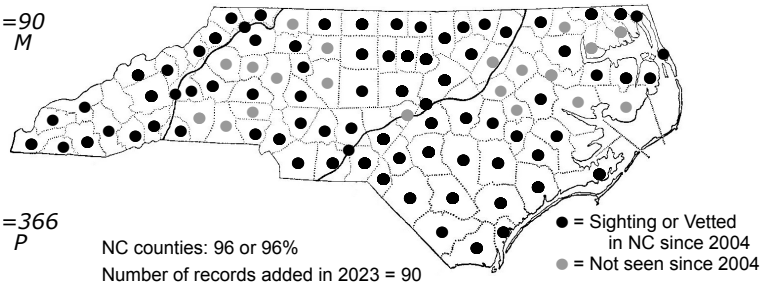 =90
M
=366
P
NC counties: 96 or 96%
Number of records added in 2023 = 90
= Sighting or Vetted
in NC since 2004
= Not seen since 2004